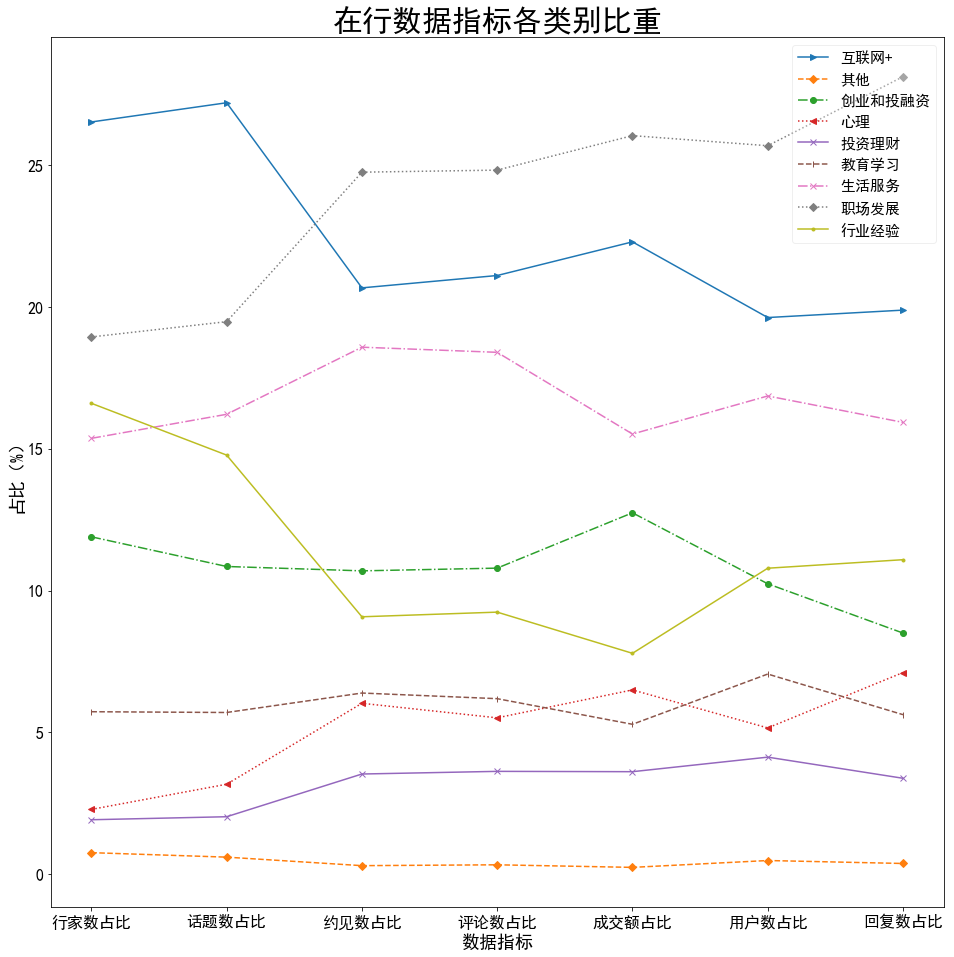 在行数据指标各类别比重
互联网+
其他
创业和投融资
心理
投资理财
教育学习
生活服务
职场发展
行业经验
占比（%）
25
20
15
10
5
0
行家数占比 话题数占比 约见数占比 评论数占比 成交额占比 用户数占比 回复数占比
数据指标